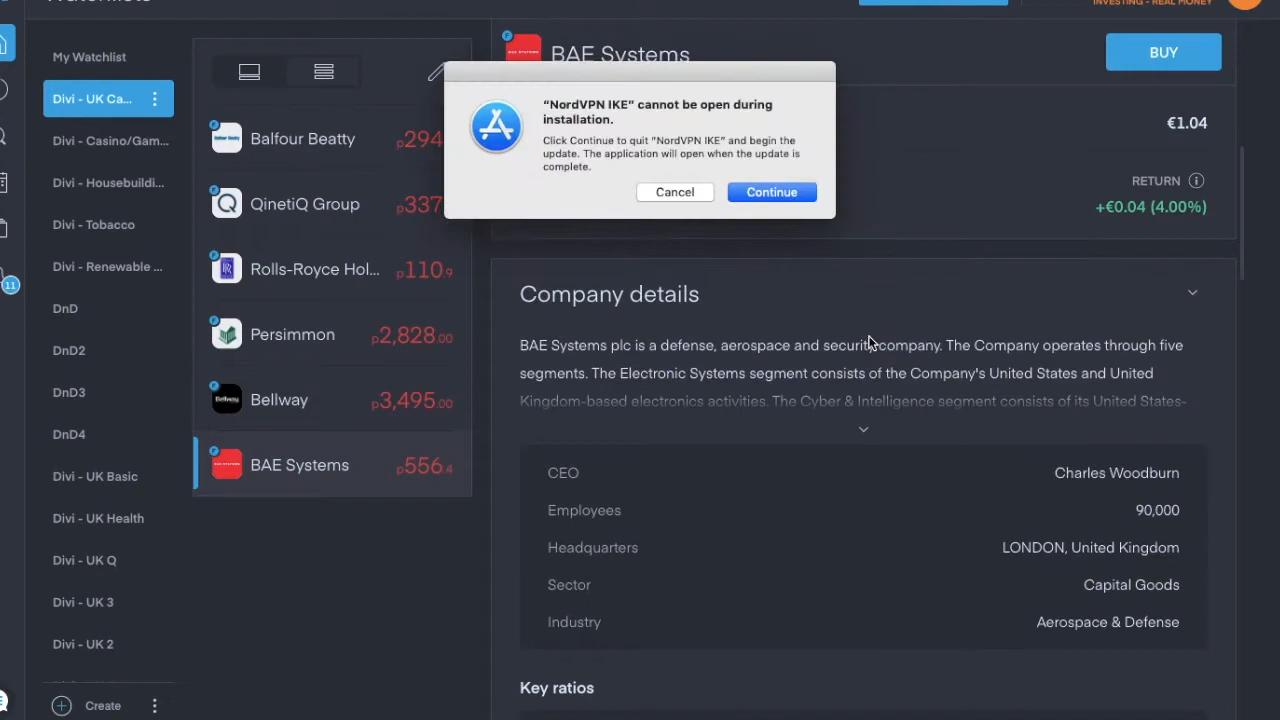 INVESTING - REAL MONEY
My Watchlist
Divi - UK Ca...
Divi - Casino/Gam...
Divi - Housebuildi...
Divi - Tobacco
Divi - Renewable ...
DnD
DnD2
DnD3
DnD4
Divi - UK Basic
Divi - UK Health
Divi - UK Q
Divi - UK 3
Divi - UK 2
Create
11
Balfour Beatty
p294
QinetiQ Group
p337
Rolls-Royce Hol...
p110.9
Persimmon
p2,828.00
Bellway
p3,495.00
BAE Systems
p556.4
BAE Systems
BUY
“NordVPN IKE” cannot be open during
installation.
Click Continue to quit “NordVPN IKE” and begin the
update. The application will open when the update is
complete.
Cancel
Continue
€1.04
RETURN
+€0.04 (4.00%)
Company details
BAE Systems plc is a defense, aerospace and security company. The Company operates through five
segments. The Electronic Systems segment consists of the Company's United States and United
Kingdom-based electronics activities. The Cyber & Intelligence segment consists of its United States-
CEO Charles Woodburn
Employees 90,000
Headquarters LONDON, United Kingdom
Sector Capital Goods
Industry Aerospace & Defense
Key ratios